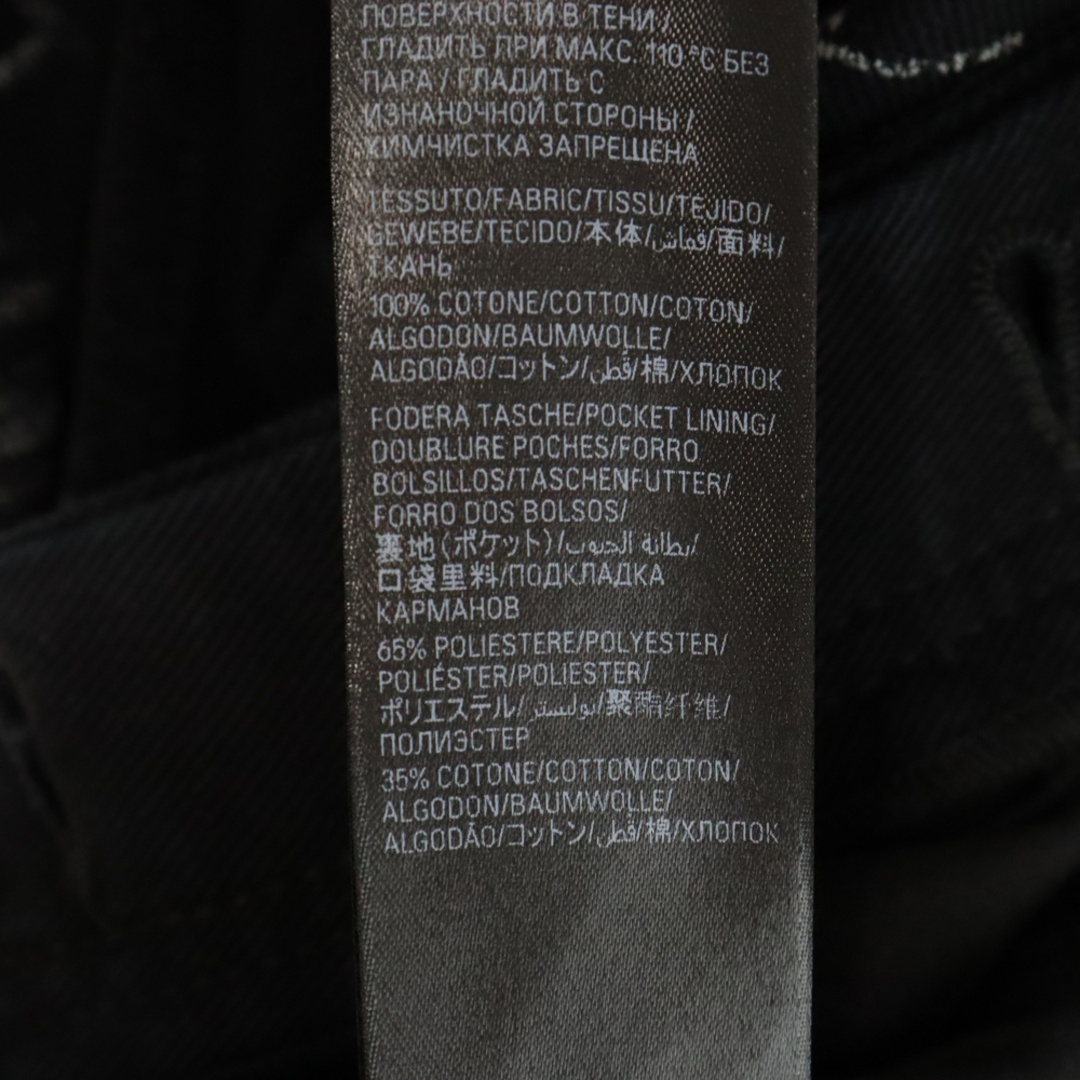 ПОВЕРХНОСТИ В ТЕНИ /
ГЛАДИТЬ ПРИ МАКС. 110 °C БЕЗ
ПАРА / ГЛАДИТЬ С
ИЗНАНОЧНОЙ СТОРОНЫ /
ХИМЧИСТКА ЗАПРЕЩЕНА
TESSUTO/FABRIC/TISSU/TEJIDO/
GEWEBE/TECIDO/本体/قماش/面料/
ТКАНЬ
100% COTONE/COTTON/COTON/
ALGODON/BAUMWOLLE/
ALGODÃO/コットン/قطن/棉/ХЛОПОК
FODERA TASCHE/POCKET LINING/
DOUBLURE POCHES/FORRO
BOLSILLOS/TASCHENFUTTER/
FORRO DOS BOLSOS/
裏地(ポケット)/بطانة الجيوب/
口袋里料/ПОДКЛАДКА
КАРМАНОВ
65% POLIESTERE/POLYESTER/
POLIÉSTER/POLIESTER/
ポリエステル/بوليستر/聚酯纤维/
ПОЛИЭСТЕР
35% COTONE/COTTON/COTON/
ALGODON/BAUMWOLLE/
ALGODÃO/コットン/قطن/棉/ХЛОПОК